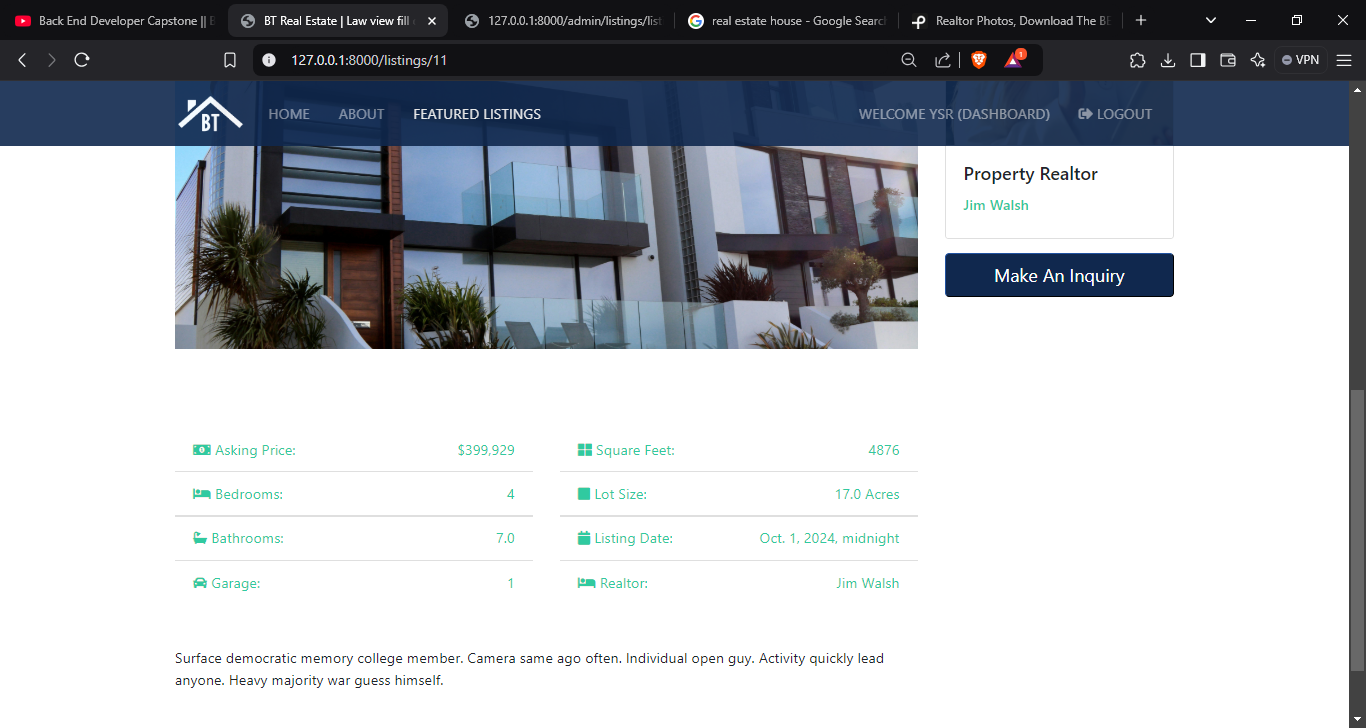 Back End Developer Capstone || B
BT Real Estate | Law view fill
127.0.0.1:8000/admin/listings/list
real estate house - Google Search
Realtor Photos, Download The BE
127.0.0.1:8000/listings/11
1
VPN
BT
HOME
ABOUT
FEATURED LISTINGS
WELCOME YSR (DASHBOARD)
LOGOUT
Property Realtor
Jim Walsh
Make An Inquiry
Asking Price: $399,929
Square Feet: 4876
Bedrooms: 4
Lot Size: 17.0 Acres
Bathrooms: 7.0
Listing Date: Oct. 1, 2024, midnight
Garage: 1
Realtor: Jim Walsh
Surface democratic memory college member. Camera same ago often. Individual open guy. Activity quickly lead
anyone. Heavy majority war guess himself.